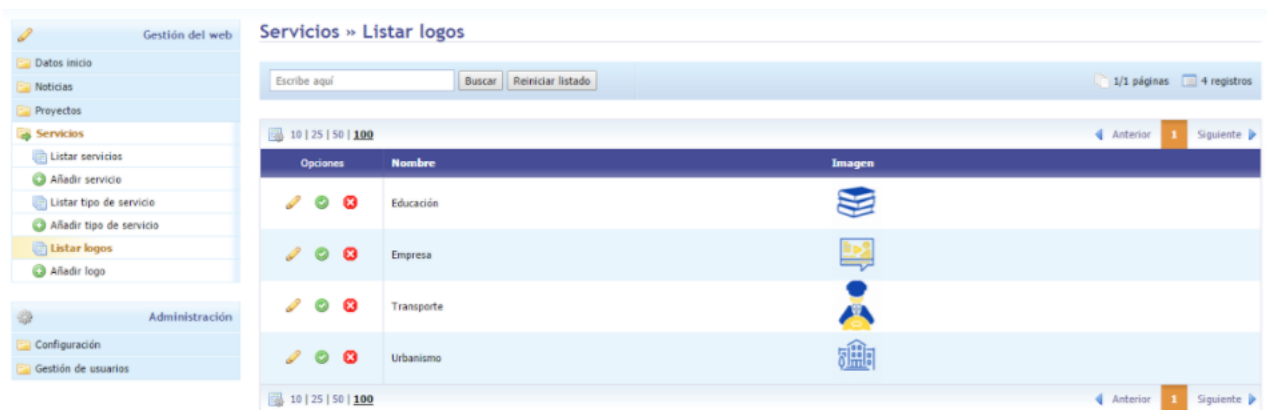 Gestión del web
Datos inicio
Noticias
Proyectos
Servicios
Listar servicios
Añadir servicio
Listar tipo de servicio
Añadir tipo de servicio
Listar logos
Añadir logo
Administración
Configuración
Gestión de usuarios
Servicios » Listar logos
Escribe aquí Buscar Reiniciar listado 1/1 páginas 4 registros
10 | 25 | 50 | 100 Anterior 1 Siguiente
Opciones Nombre Imagen
Educación
Empresa
Transporte
Urbanismo
10 | 25 | 50 | 100 Anterior 1 Siguiente